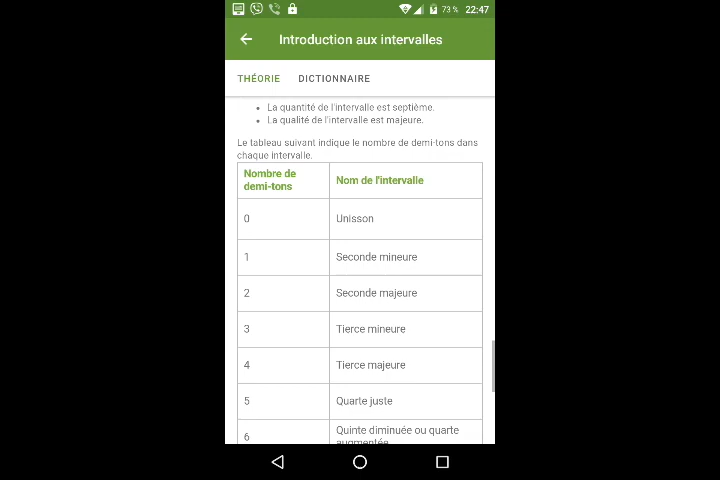 73 % 22:47
Introduction aux intervalles
THÉORIE DICTIONNAIRE
• La quantité de l'intervalle est septième.
• La qualité de l'intervalle est majeure.
Le tableau suivant indique le nombre de demi-tons dans
chaque intervalle.
Nombre de
demi-tons
Nom de l'intervalle
0 Unisson
1 Seconde mineure
2 Seconde majeure
3 Tierce mineure
4 Tierce majeure
5 Quarte juste
6 Quinte diminuée ou quarte
augmentée